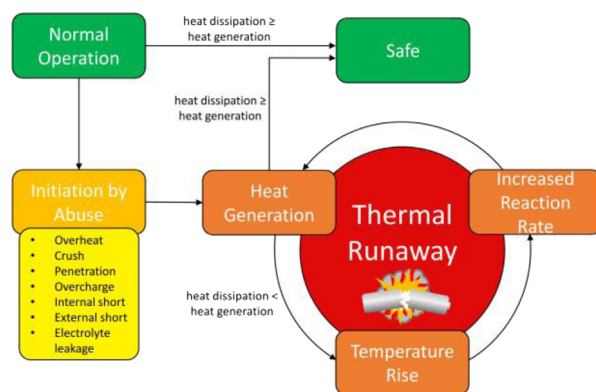 Normal
Operation
heat dissipation ≥
heat generation
Safe
heat dissipation ≥
heat generation
Initiation by
Abuse
• Overheat
• Crush
• Penetration
• Overcharge
• Internal short
• External short
• Electrolyte
leakage
Heat
Generation
Thermal
Runaway
Increased
Reaction
Rate
heat dissipation <
heat generation
Temperature
Rise